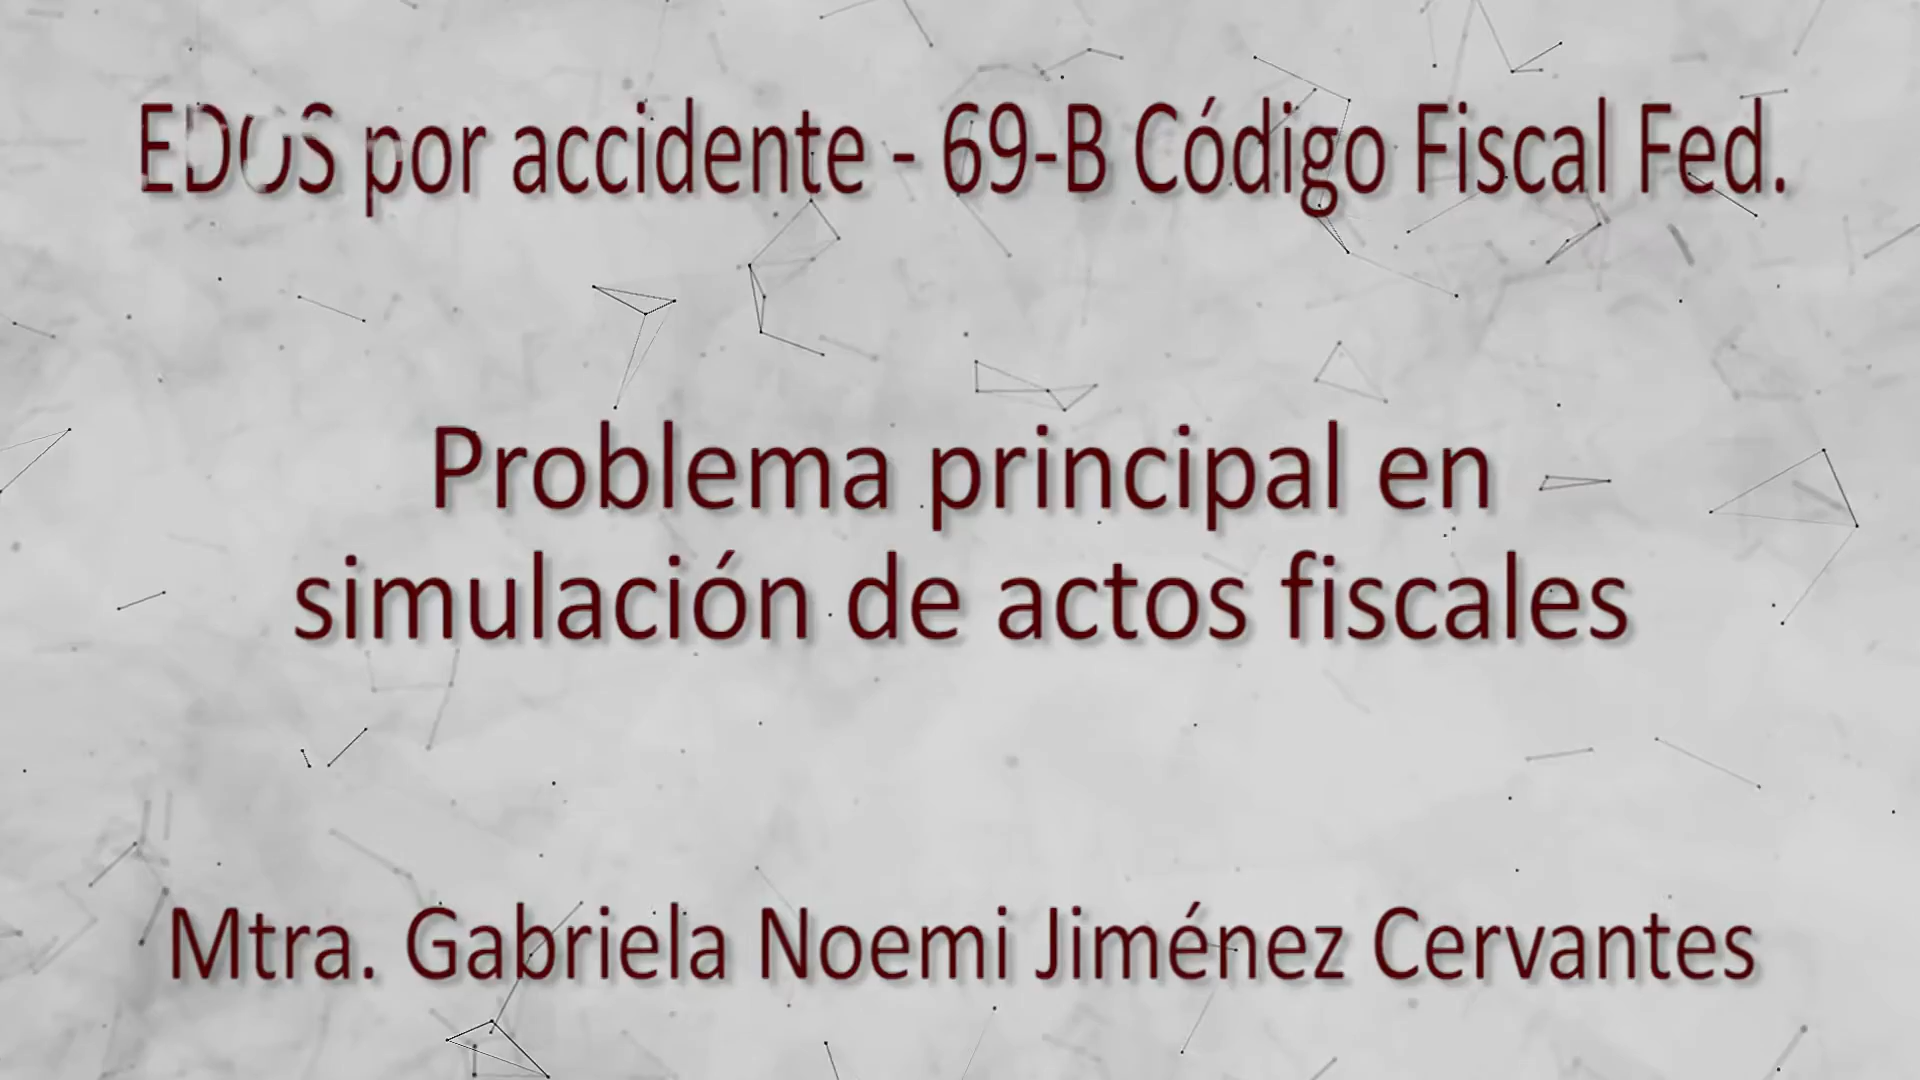 EDOS por accidente - 69-B Código Fiscal Fed.
Problema principal en
simulación de actos fiscales
Mtra. Gabriela Noemi Jiménez Cervantes